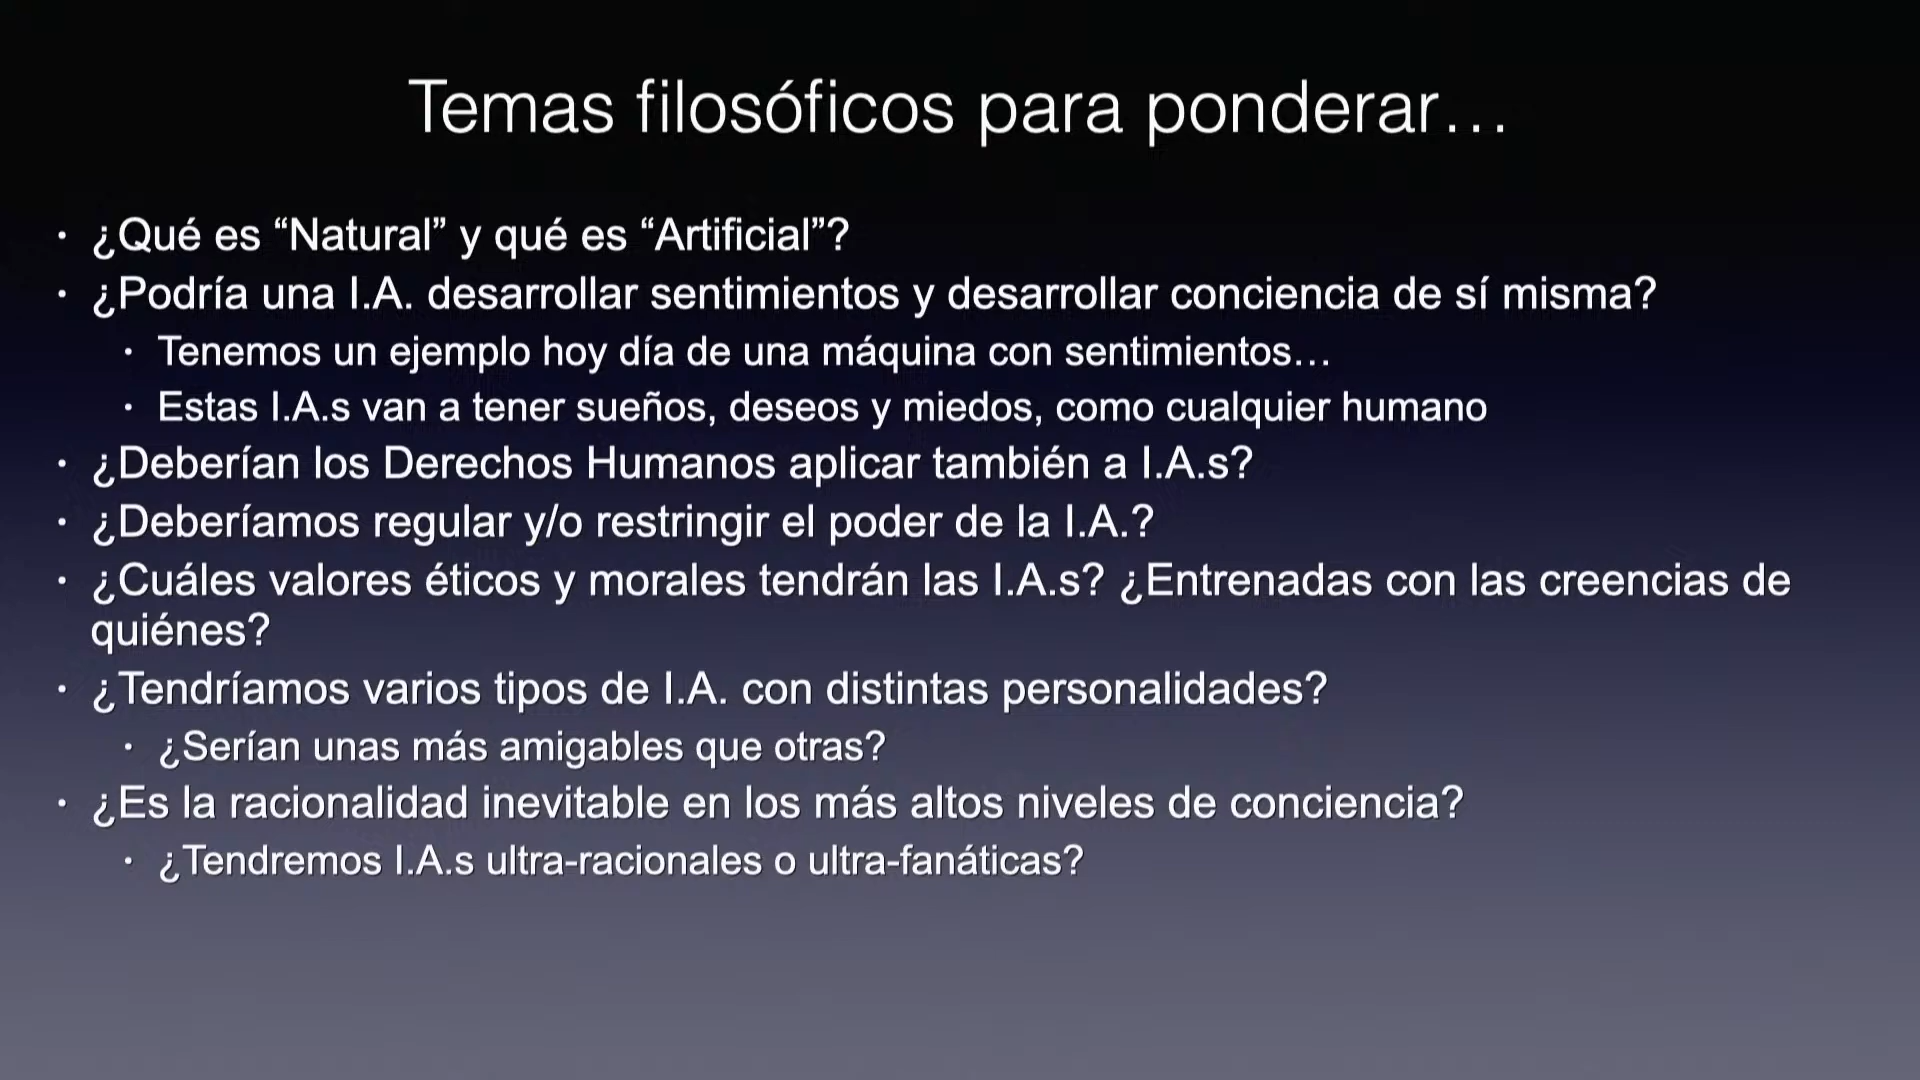 Temas filosóficos para ponderar…
· ¿Qué es “Natural” y qué es “Artificial”?
· ¿Podría una I.A. desarrollar sentimientos y desarrollar conciencia de sí misma?
· Tenemos un ejemplo hoy día de una máquina con sentimientos…
· Estas I.A.s van a tener sueños, deseos y miedos, como cualquier humano
· ¿Deberían los Derechos Humanos aplicar también a I.A.s?
· ¿Deberíamos regular y/o restringir el poder de la I.A.?
· ¿Cuáles valores éticos y morales tendrán las I.A.s? ¿Entrenadas con las creencias de
quiénes?
· ¿Tendríamos varios tipos de I.A. con distintas personalidades?
· ¿Serían unas más amigables que otras?
· ¿Es la racionalidad inevitable en los más altos niveles de conciencia?
· ¿Tendremos I.A.s ultra-racionales o ultra-fanáticas?